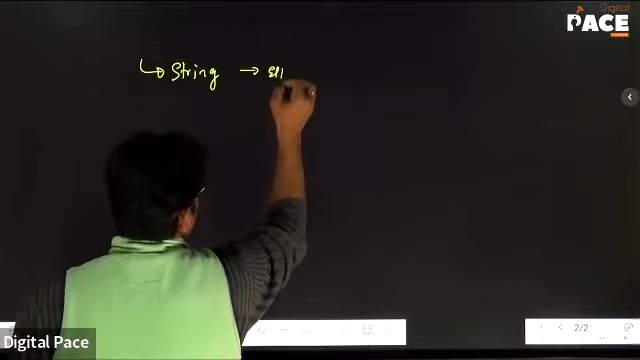 Digital
PACE
↳ String →
2/2
Digital Pace